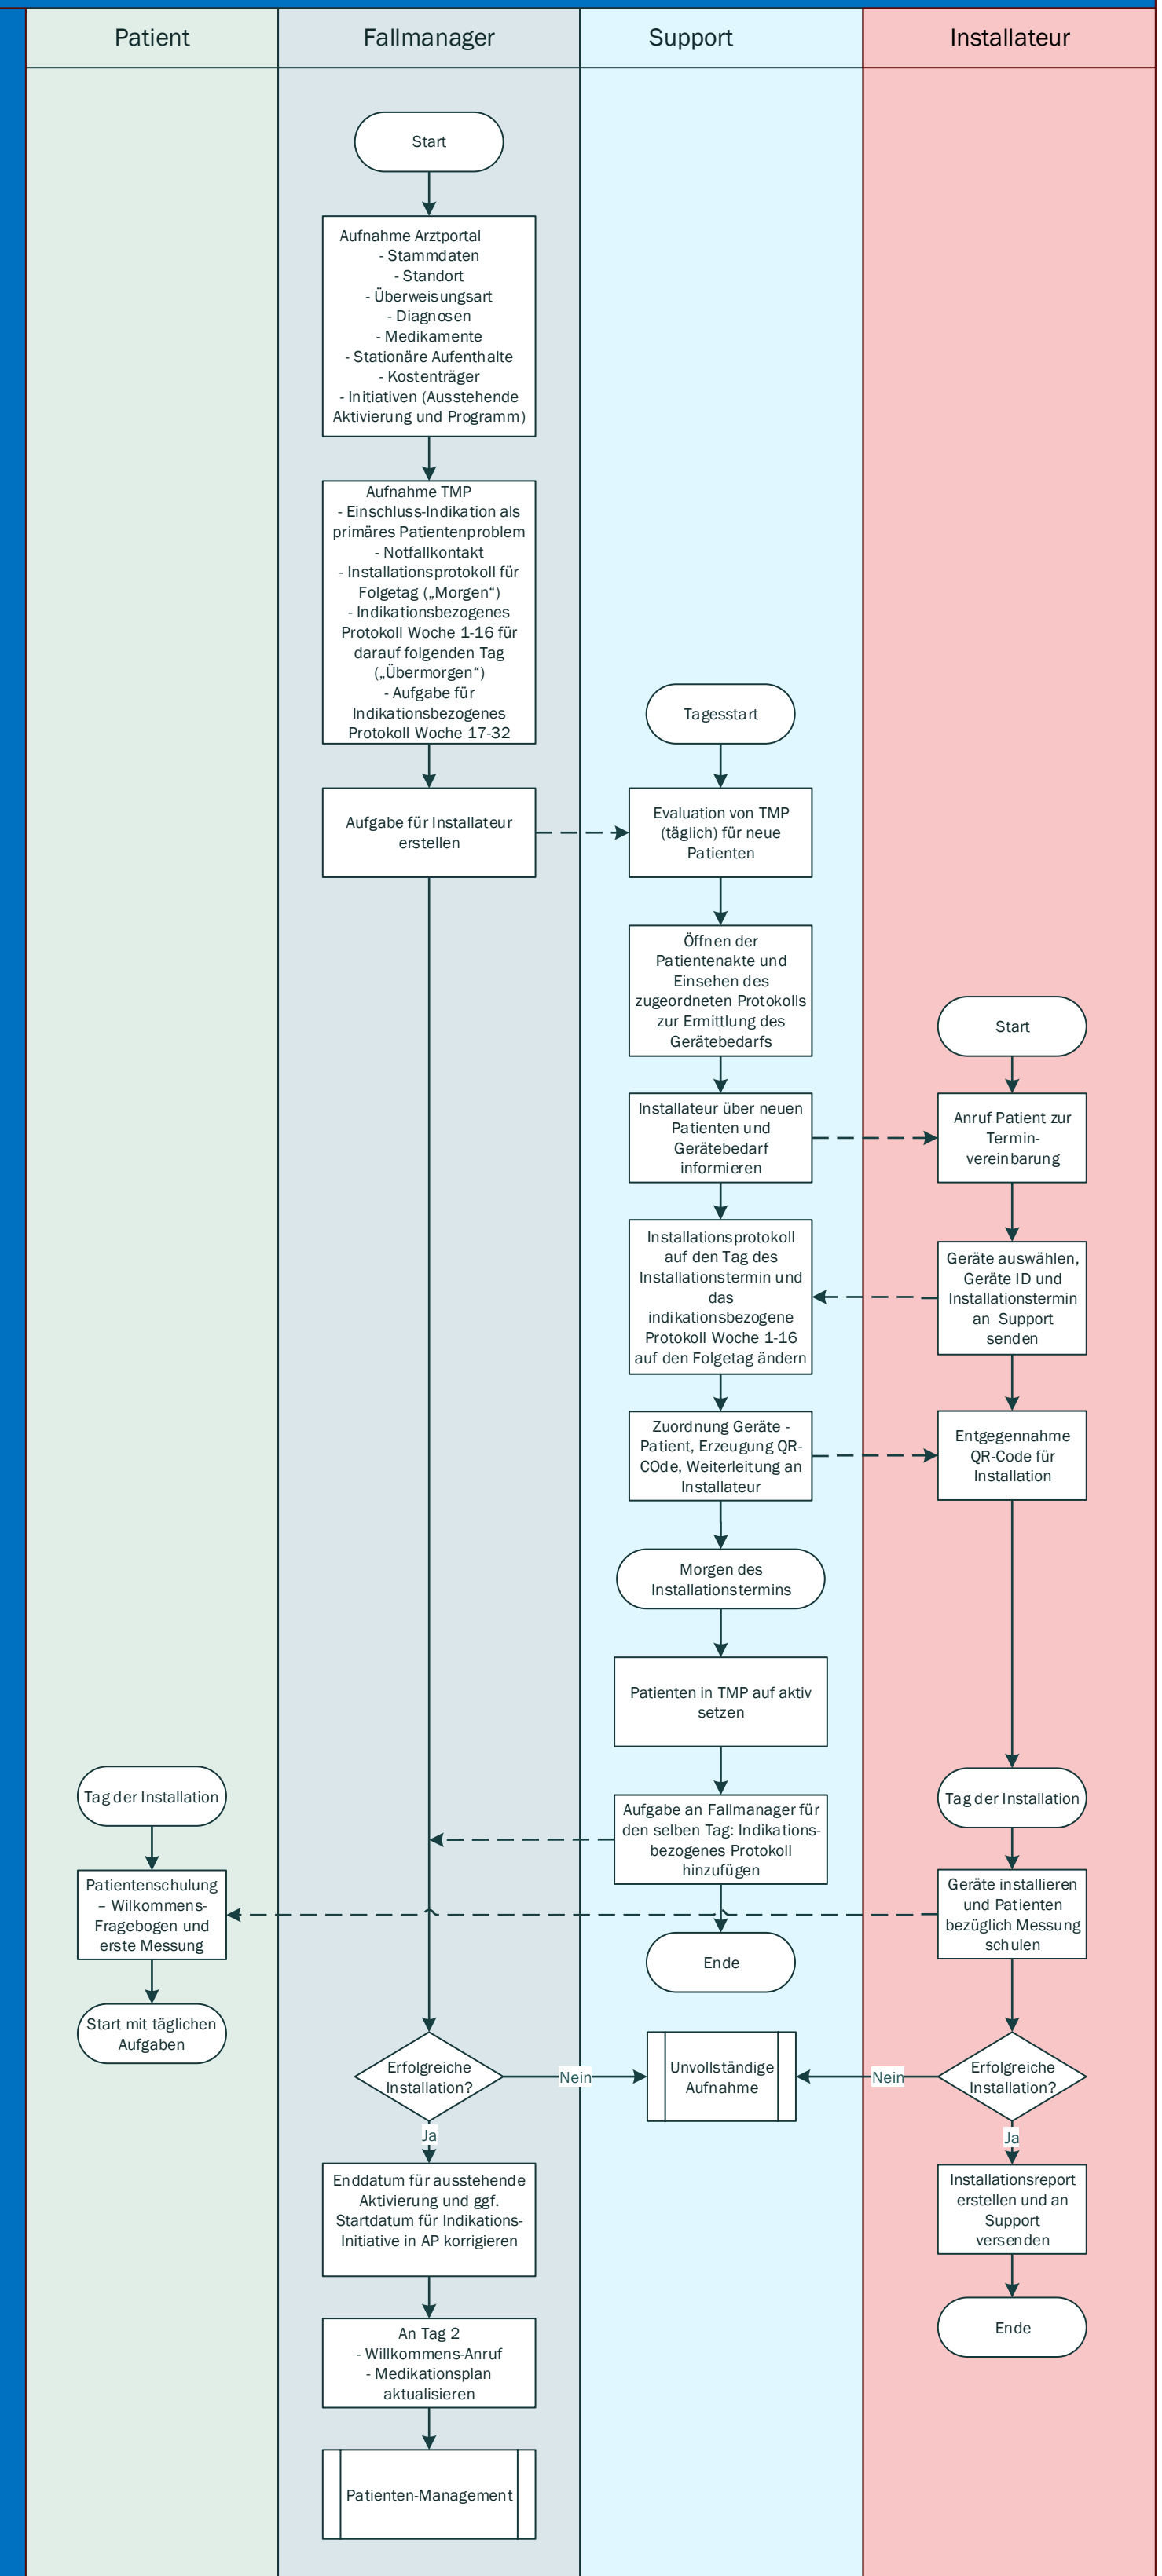 Patient
Fallmanager
Support
Installateur
Start
Aufnahme Arztportal
- Stammdaten
- Standort
- Überweisungsart
- Diagnosen
- Medikamente
- Stationäre Aufenthalte
- Kostenträger
- Initiativen (Ausstehende
Aktivierung und Programm)
Aufnahme TMP
- Einschluss-Indikation als
primäres Patientenproblem
- Notfallkontakt
- Installationsprotokoll für
Folgetag („Morgen“)
- Indikationsbezogenes
Protokoll Woche 1-16 für
darauf folgenden Tag
(„Übermorgen“)
- Aufgabe für
Indikationsbezogenes
Protokoll Woche 17-32
Tagesstart
Aufgabe für Installateur
erstellen
Evaluation von TMP
(täglich) für neue
Patienten
Öffnen der
Patientenakte und
Einsehen des
zugeordneten Protokolls
zur Ermittlung des
Gerätebedarfs
Start
Installateur über neuen
Patienten und
Gerätebedarf
informieren
Anruf Patient zur
Termin-
vereinbarung
Installationsprotokoll
auf den Tag des
Installationstermin und
das
indikationsbezogene
Protokoll Woche 1-16
auf den Folgetag ändern
Geräte auswählen,
Geräte ID und
Installationstermin
an Support
senden
Zuordnung Geräte -
Patient, Erzeugung QR-
COde, Weiterleitung an
Installateur
Entgegennahme
QR-Code für
Installation
Morgen des
Installationstermins
Patienten in TMP auf aktiv
setzen
Tag der Installation
Tag der Installation
Aufgabe an Fallmanager für
den selben Tag: Indikations-
bezogenes Protokoll
hinzufügen
Patientenschulung
– Wilkommens-
Fragebogen und
erste Messung
Geräte installieren
und Patienten
bezüglich Messung
schulen
Ende
Start mit täglichen
Aufgaben
Erfolgreiche
Installation?
Nein
Unvollständige
Aufnahme
Nein
Erfolgreiche
Installation?
Ja
Ja
Enddatum für ausstehende
Aktivierung und ggf.
Startdatum für Indikations-
Initiative in AP korrigieren
Installationsreport
erstellen und an
Support
versenden
An Tag 2
- Willkommens-Anruf
- Medikationsplan
aktualisieren
Ende
Patienten-Management